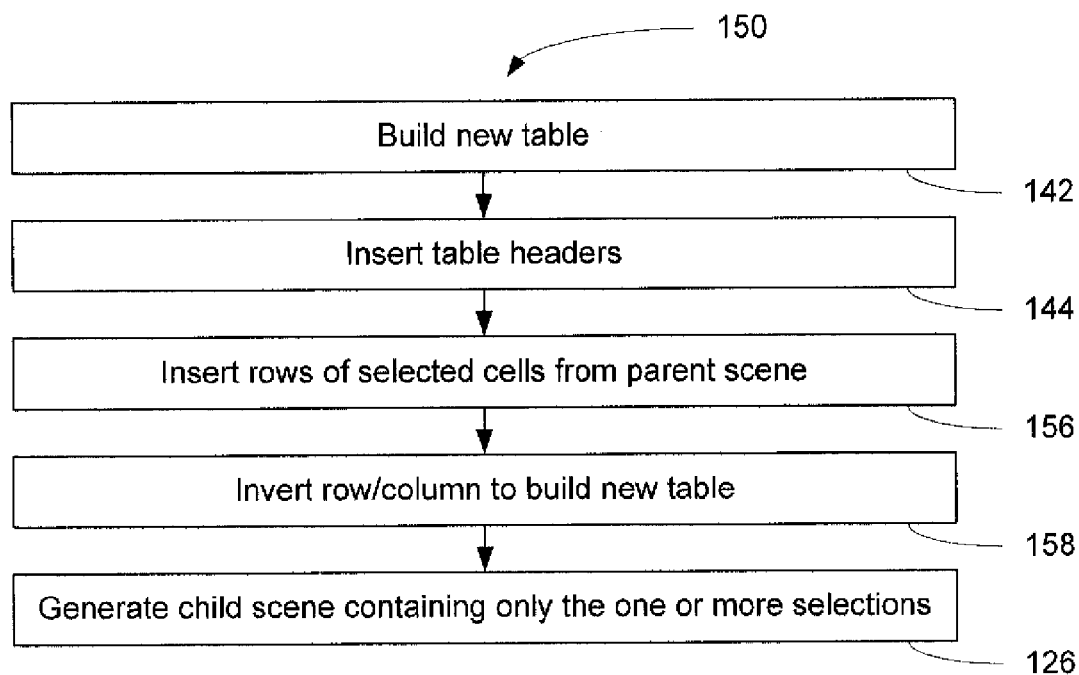 150
Build new table
142
Insert table headers
144
Insert rows of selected cells from parent scene
156
Invert row/column to build new table
158
Generate child scene containing only the one or more selections
126